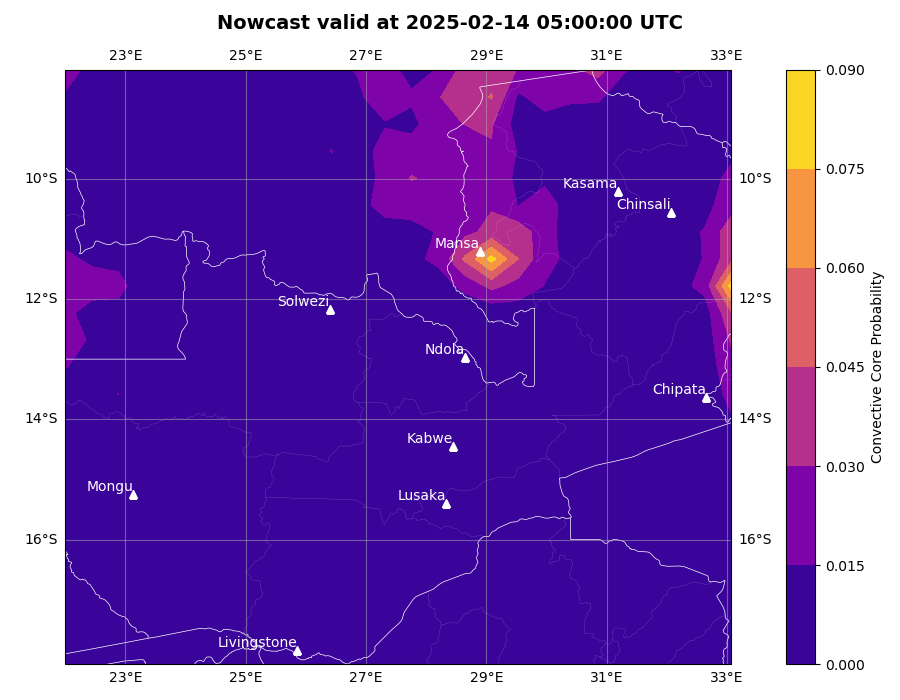 Nowcast valid at 2025-02-14 05:00:00 UTC
23°E 25°E 27°E 29°E 31°E 33°E
0.090
0.075
10°S Kasama 10°S
Chinsali
Mansa
0.060
12°S Solwezi 12°S
Ndola
0.045
Chipata
14°S 14°S
Kabwe
0.030
Mongu Lusaka
16°S 16°S
0.015
Livingstone
0.000
23°E 25°E 27°E 29°E 31°E 33°E
Convective Core Probability